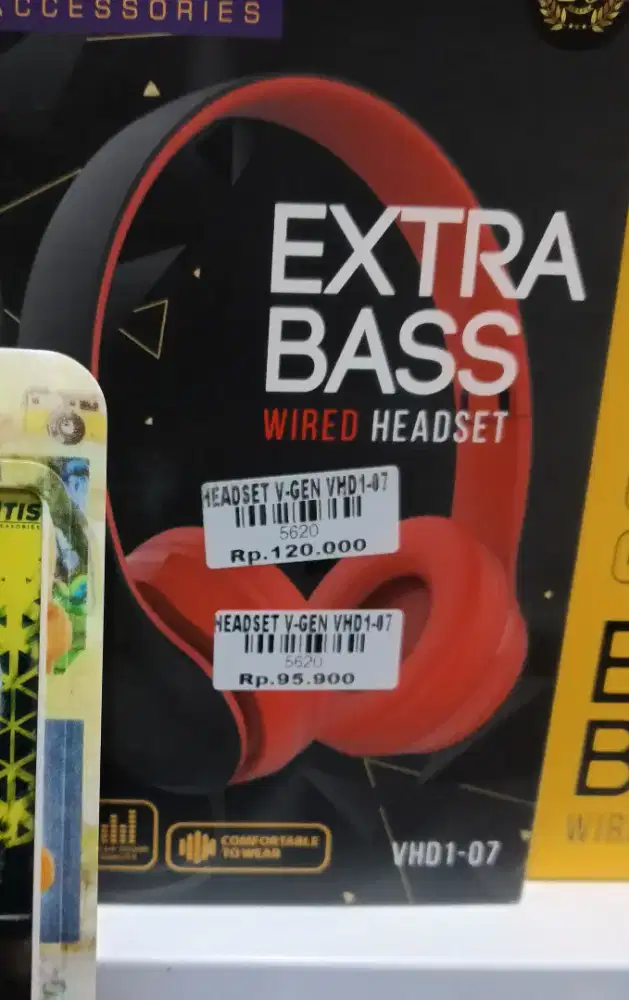 ACCESSORIES
EXTRA
BASS
WIRED HEADSET
HEADSET V-GEN VHD1-07
5620
Rp.120.000
HEADSET V-GEN VHD1-07
5620
Rp.95.900
COMFORTABLE
TO WEAR
VHD1-07